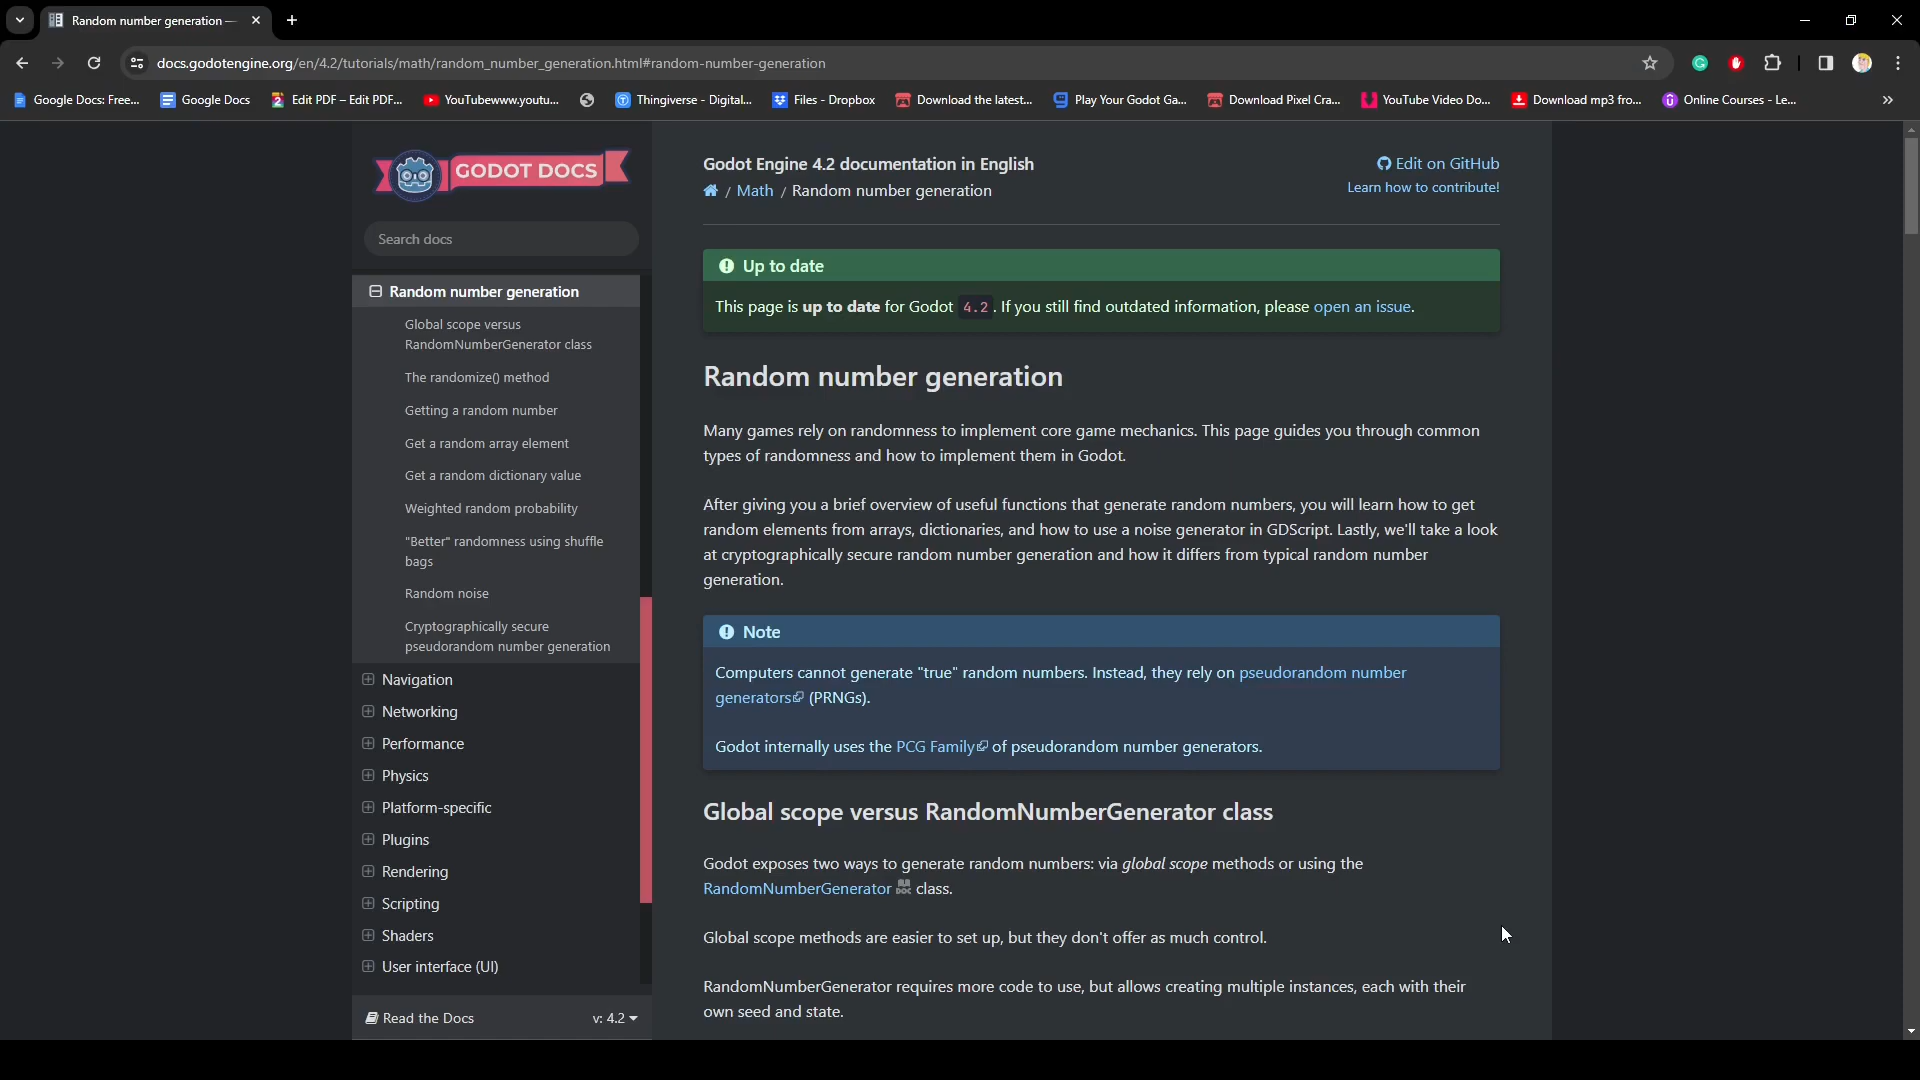 Random number generation —
docs.godotengine.org/en/4.2/tutorials/math/random_number_generation.html#random-number-generation
Google Docs: Free...
Google Docs
Edit PDF – Edit PDF...
YouTubewww.youtu...
Thingiverse - Digital...
Files - Dropbox
Download the latest...
Play Your Godot Ga...
Download Pixel Cra...
YouTube Video Do...
Download mp3 fro...
Online Courses - Le...
GODOT DOCS
Search docs
Random number generation
Global scope versus
RandomNumberGenerator class
The randomize() method
Getting a random number
Get a random array element
Get a random dictionary value
Weighted random probability
"Better" randomness using shuffle
bags
Random noise
Cryptographically secure
pseudorandom number generation
Navigation
Networking
Performance
Physics
Platform-specific
Plugins
Rendering
Scripting
Shaders
User interface (UI)
Read the Docs
v: 4.2
Godot Engine 4.2 documentation in English
/ Math / Random number generation
Edit on GitHub
Learn how to contribute!
Up to date
This page is up to date for Godot 4.2. If you still find outdated information, please open an issue.
Random number generation
Many games rely on randomness to implement core game mechanics. This page guides you through common
types of randomness and how to implement them in Godot.
After giving you a brief overview of useful functions that generate random numbers, you will learn how to get
random elements from arrays, dictionaries, and how to use a noise generator in GDScript. Lastly, we'll take a look
at cryptographically secure random number generation and how it differs from typical random number
generation.
Note
Computers cannot generate "true" random numbers. Instead, they rely on pseudorandom number
generators (PRNGs).
Godot internally uses the PCG Family of pseudorandom number generators.
Global scope versus RandomNumberGenerator class
Godot exposes two ways to generate random numbers: via global scope methods or using the
RandomNumberGenerator class.
Global scope methods are easier to set up, but they don't offer as much control.
RandomNumberGenerator requires more code to use, but allows creating multiple instances, each with their
own seed and state.